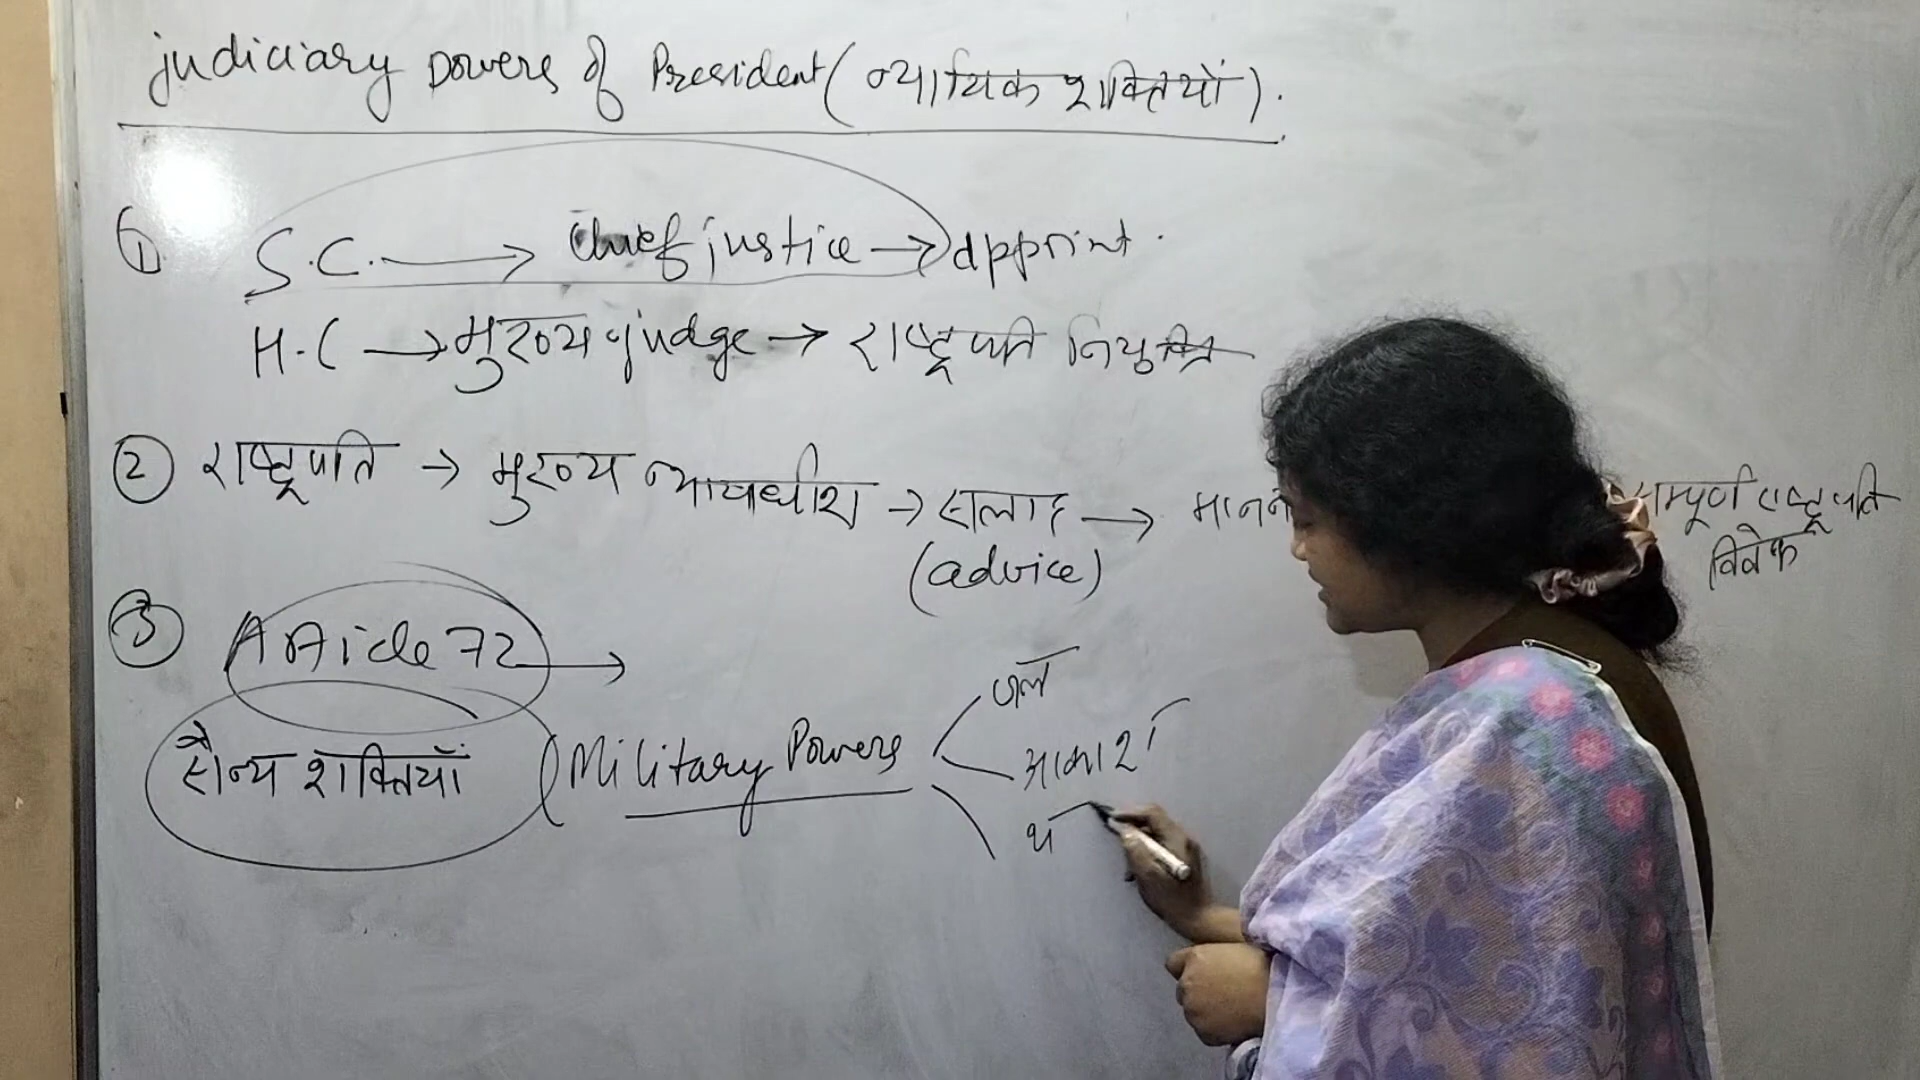 judiciary powers of President (न्यायिक शक्तियों).
① S.C. → Chief justice → appoint.
H.C → मुख्य judge → राष्ट्रपति नियुक्ति
② राष्ट्रपति → मुख्य न्यायधीश → सलाह → मानन सम्पूर्ण राष्ट्रपति
(advice) विवेक
③ Article 72 →
जल
सैन्य शक्तियाँ (Military Powers
थ